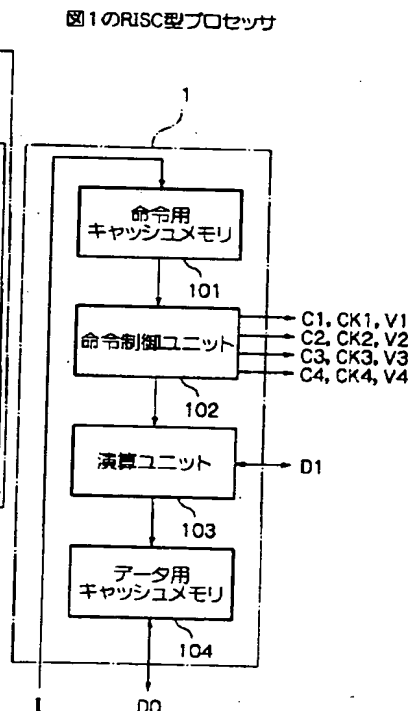 図1のRISC型プロセッサ
1
命令用
キャッシュメモリ
101
命令制御ユニット
C1, CK1, V1
C2, CK2, V2
C3, CK3, V3
C4, CK4, V4
102
演算ユニット
D1
103
データ用
キャッシュメモリ
104
I
D0